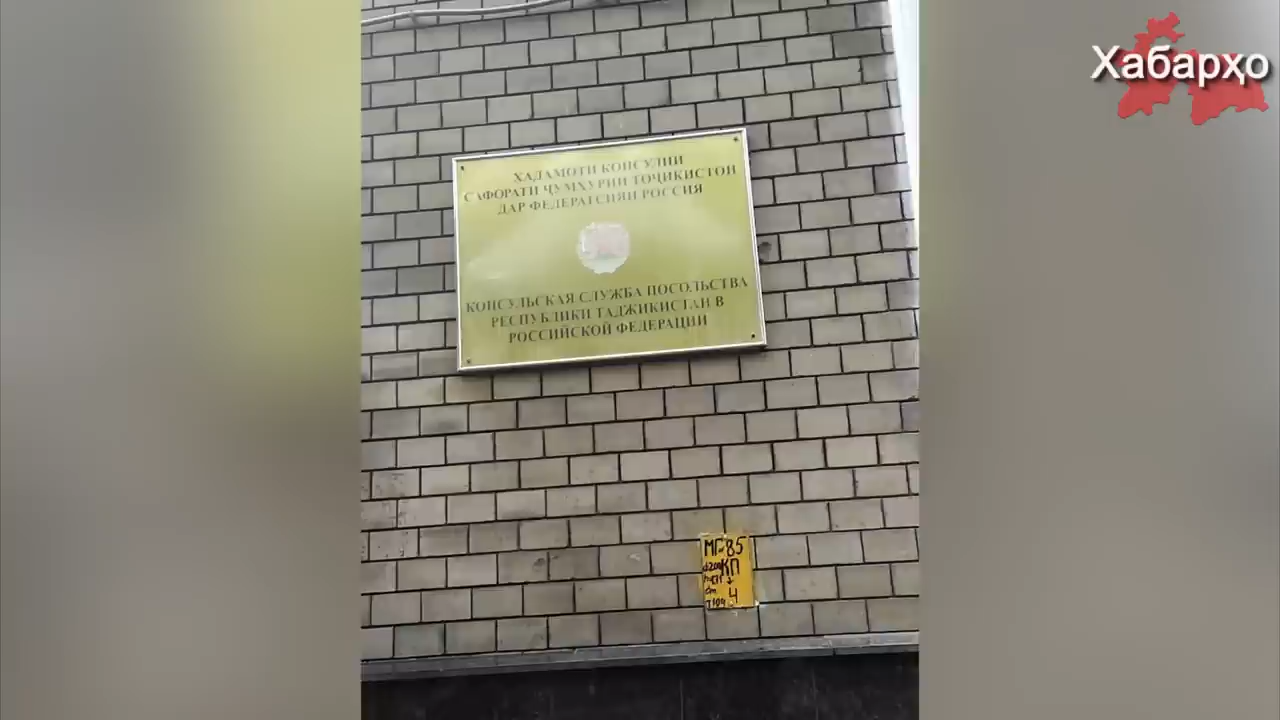 Хабарҳо
ХАДАМОТИ КОНСУЛИИ
САФОРАТИ ҶУМҲУРИИ ТОҶИКИСТОН
ДАР ФЕДЕРАТСИЯИ РОССИЯ
КОНСУЛЬСКАЯ СЛУЖБА ПОСОЛЬСТВА
РЕСПУБЛИКИ ТАДЖИКИСТАН В
РОССИЙСКОЙ ФЕДЕРАЦИИ
МГ-85
КП
4